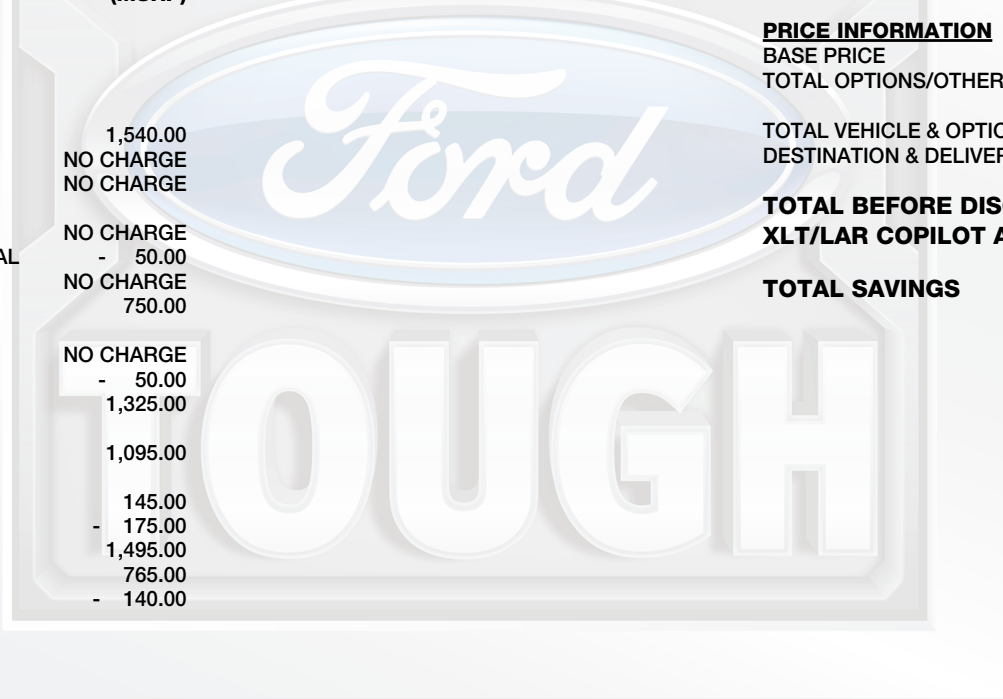 (MSRP)
1,540.00
NO CHARGE
NO CHARGE
NO CHARGE
AL - 50.00
NO CHARGE
750.00
NO CHARGE
- 50.00
1,325.00
1,095.00
145.00
- 175.00
1,495.00
765.00
- 140.00
PRICE INFORMATION
BASE PRICE
TOTAL OPTIONS/OTHER
TOTAL VEHICLE & OPTIO
DESTINATION & DELIVER
TOTAL BEFORE DIS
XLT/LAR COPILOT A
TOTAL SAVINGS
Ford
TOUGH